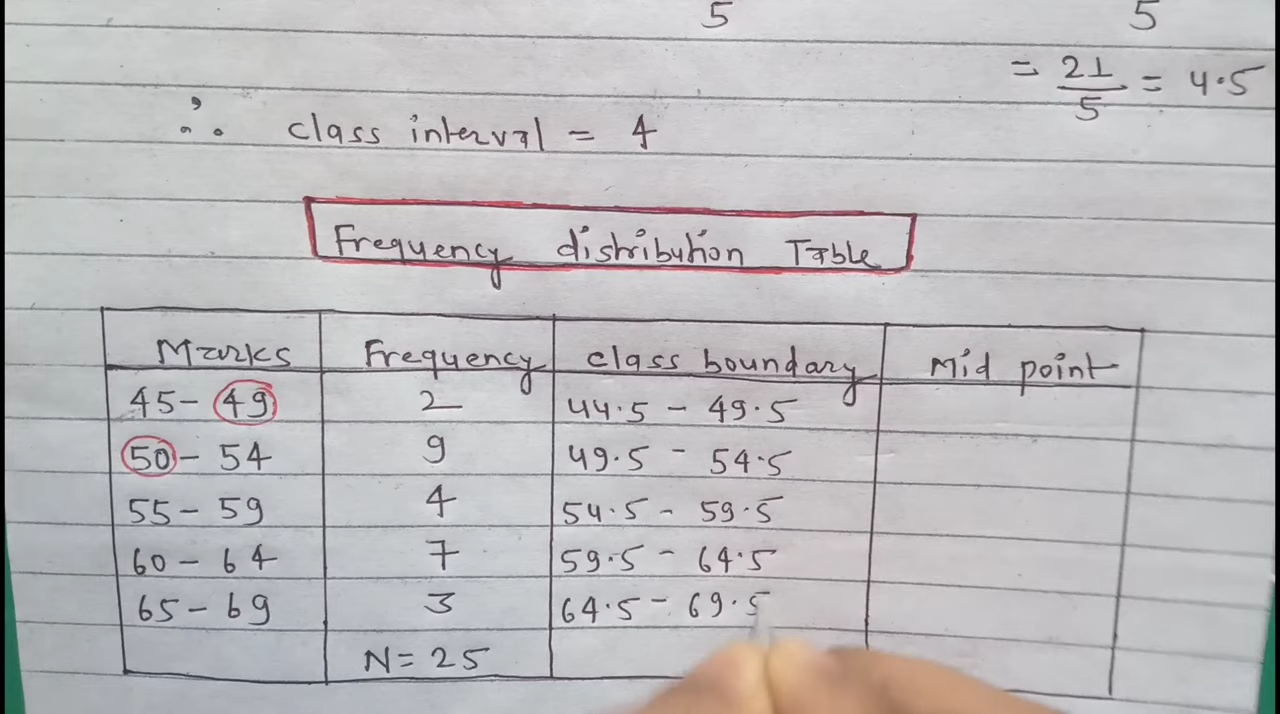 5 5
= 21/5 = 4.5
∴ class interval = 4
Frequency distribution Table
Marks Frequency class boundary Mid point
45 - 49 2 44.5 - 49.5
50 - 54 9 49.5 - 54.5
55 - 59 4 54.5 - 59.5
60 - 64 7 59.5 - 64.5
65 - 69 3 64.5 - 69.5
N = 25